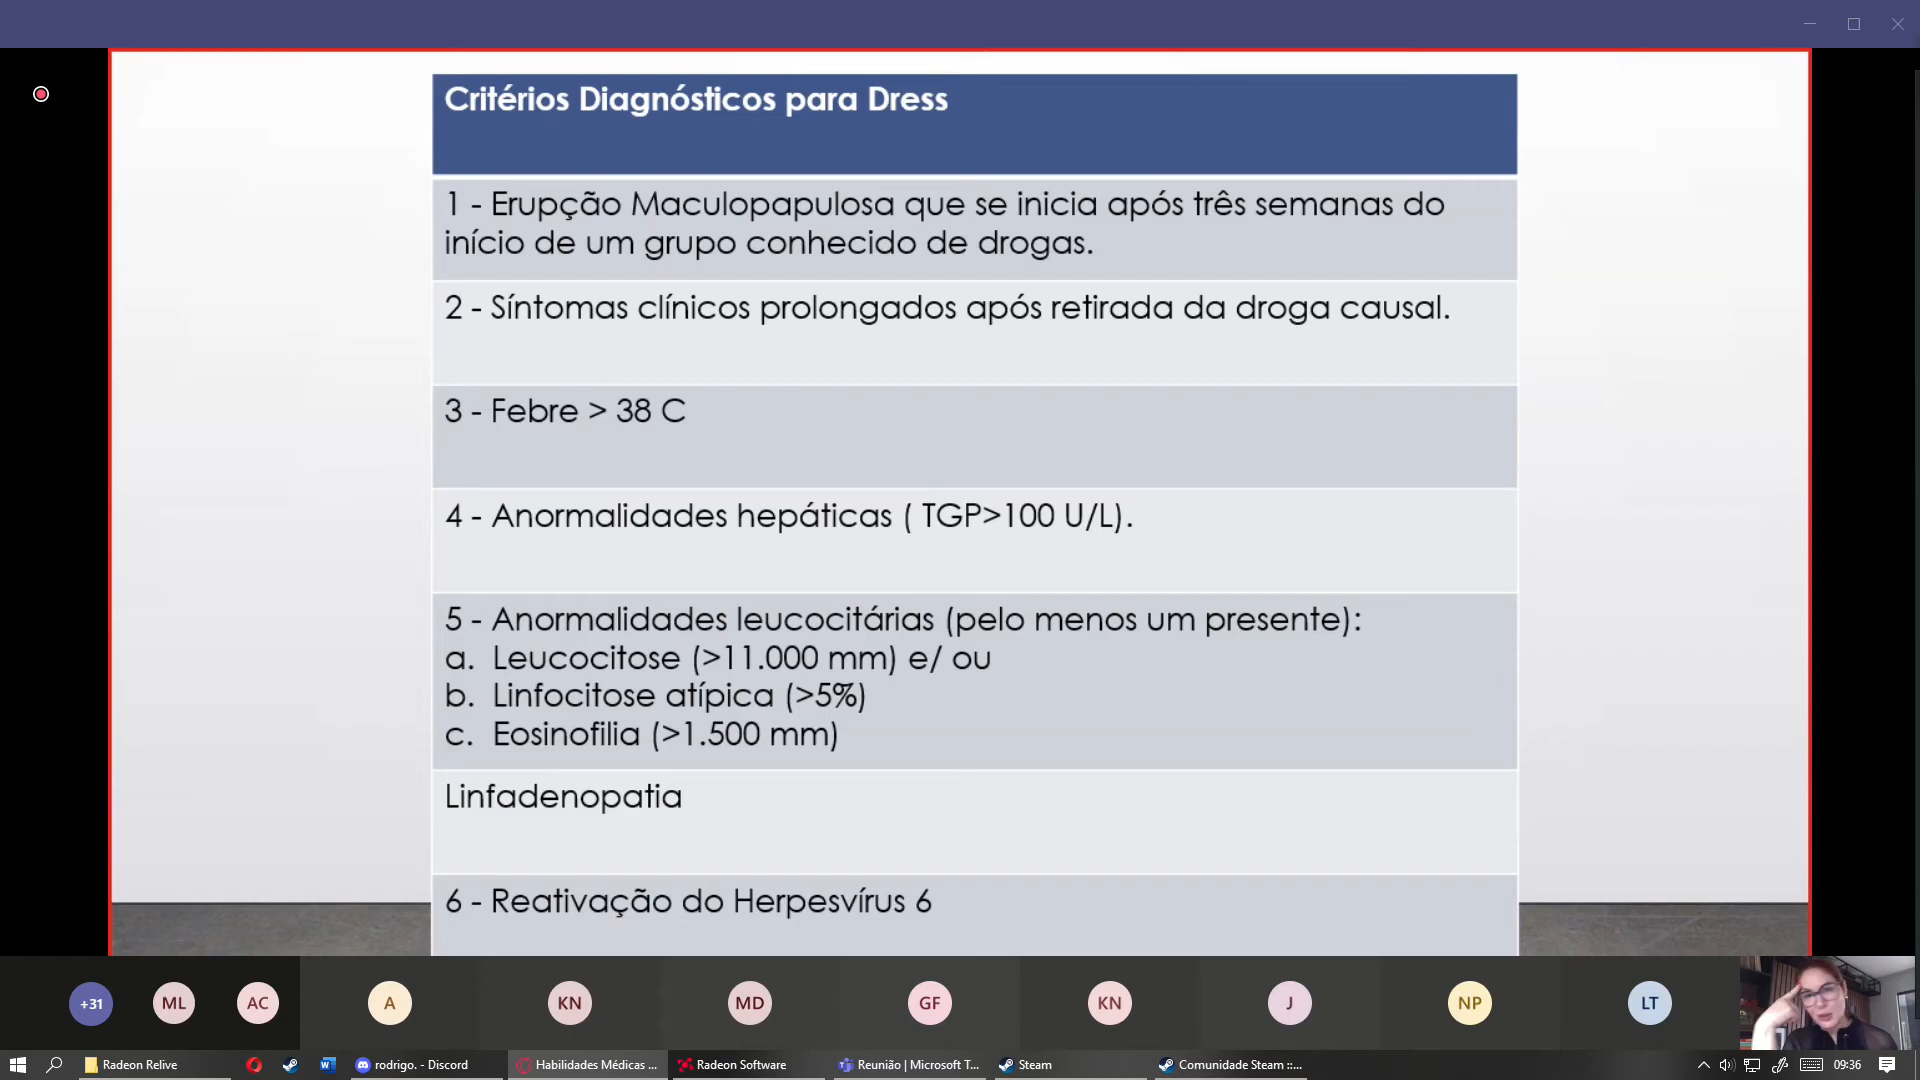 Critérios Diagnósticos para Dress
1 - Erupção Maculopapulosa que se inicia após três semanas do
início de um grupo conhecido de drogas.
2 - Síntomas clínicos prolongados após retirada da droga causal.
3 - Febre > 38 C
4 - Anormalidades hepáticas ( TGP>100 U/L).
5 - Anormalidades leucocitárias (pelo menos um presente):
a. Leucocitose (>11.000 mm) e/ ou
b. Linfocitose atípica (>5%)
c. Eosinofilia (>1.500 mm)
Linfadenopatia
6 - Reativação do Herpesvírus 6
+31 ML AC A KN MD GF KN J NP LT
Radeon Relive rodrigo. - Discord Habilidades Médicas ... Radeon Software Reunião | Microsoft T... Steam Comunidade Steam ::... 09:36